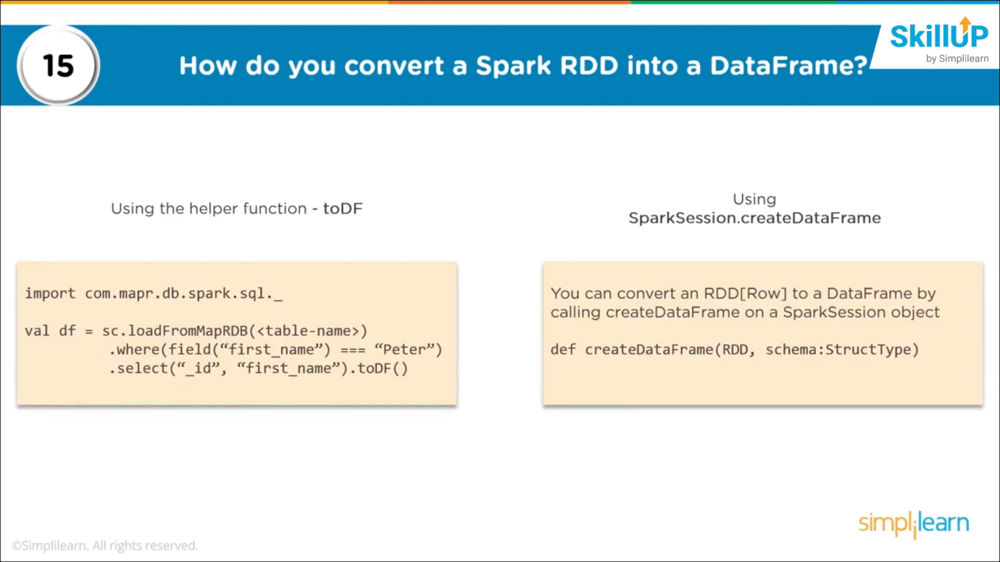 15
How do you convert a Spark RDD into a DataFrame?
SkillUP
by Simplilearn
Using the helper function - toDF
import com.mapr.db.spark.sql._
val df = sc.loadFromMapRDB(<table-name>)
.where(field(“first_name”) === “Peter”)
.select(“_id”, “first_name”).toDF()
Using
SparkSession.createDataFrame
You can convert an RDD[Row] to a DataFrame by
calling createDataFrame on a SparkSession object
def createDataFrame(RDD, schema:StructType)
simplilearn
©Simplilearn. All rights reserved.